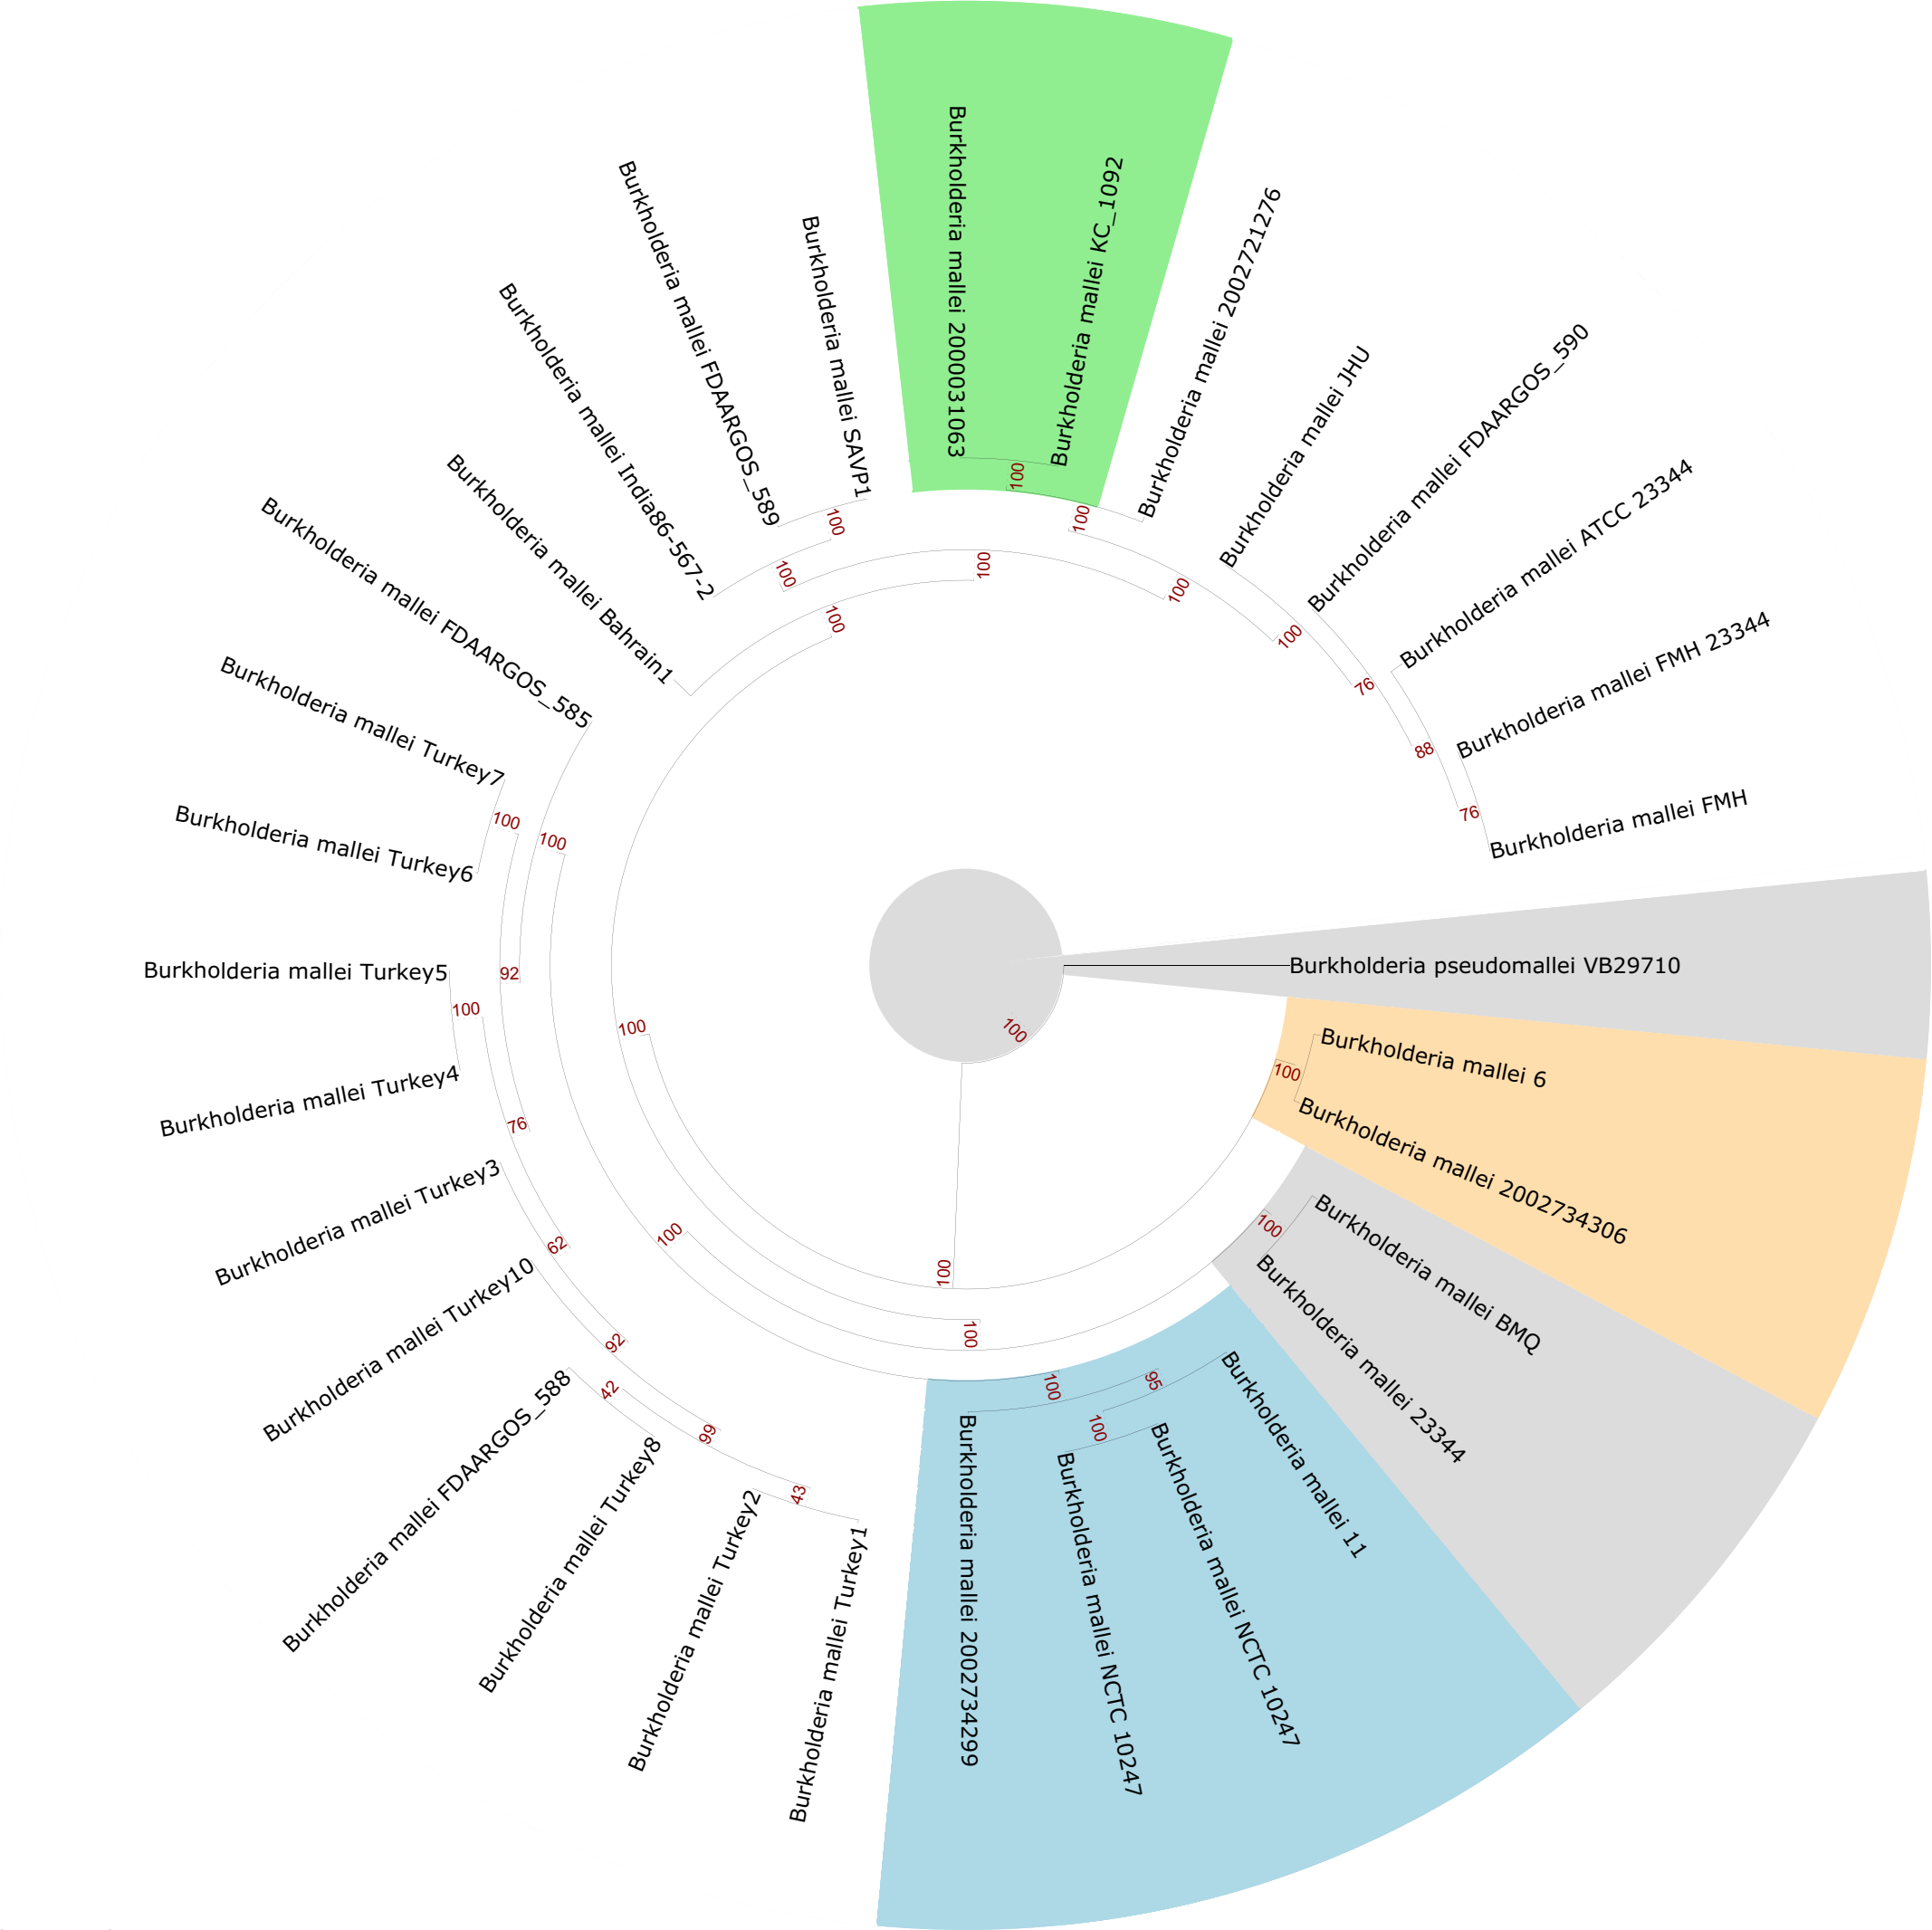 Burkholderia mallei 2000031063
Burkholderia mallei KC_1092
100
Burkholderia mallei 2002721276
100
Burkholderia mallei JHU
100
Burkholderia mallei FDAARGOS_590
100
Burkholderia mallei ATCC 23344
76
Burkholderia mallei FMH 23344
88
Burkholderia mallei FMH
76
Burkholderia pseudomallei VB29710
100
Burkholderia mallei 6
100
Burkholderia mallei 2002734306
Burkholderia mallei BMQ
100
Burkholderia mallei 23344
Burkholderia mallei 11
95
Burkholderia mallei NCTC 10247
100
Burkholderia mallei NCTC 10247
100
Burkholderia mallei 2002734299
100
100
100
100
Burkholderia mallei Turkey1
43
Burkholderia mallei Turkey2
99
Burkholderia mallei Turkey8
42
Burkholderia mallei FDAARGOS_588
92
Burkholderia mallei Turkey10
62
Burkholderia mallei Turkey3
76
Burkholderia mallei Turkey4
100
Burkholderia mallei Turkey5
92
Burkholderia mallei Turkey6
100
Burkholderia mallei Turkey7
100
Burkholderia mallei FDAARGOS_585
100
Burkholderia mallei Bahrain1
100
Burkholderia mallei India86-567-2
100
Burkholderia mallei FDAARGOS_589
100
Burkholderia mallei SAVP1